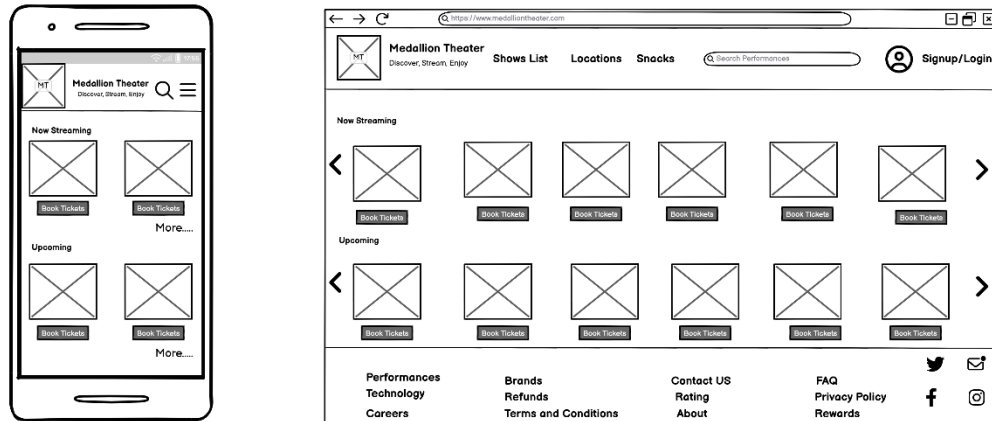 17:55
MT
Medallion Theater
Discover, Stream, Enjoy
Now Streaming
Book Tickets Book Tickets
More.....
Upcoming
Book Tickets Book Tickets
More.....
https://www.medalliontheater.com
MT
Medallion Theater
Discover, Stream, Enjoy
Shows List Locations Snacks Search Performances Signup/Login
Now Streaming
Book Tickets Book Tickets Book Tickets Book Tickets Book Tickets Book Tickets
Upcoming
Book Tickets Book Tickets Book Tickets Book Tickets Book Tickets Book Tickets
Performances Brands Contact US FAQ
Technology Refunds Rating Privacy Policy
Careers Terms and Conditions About Rewards